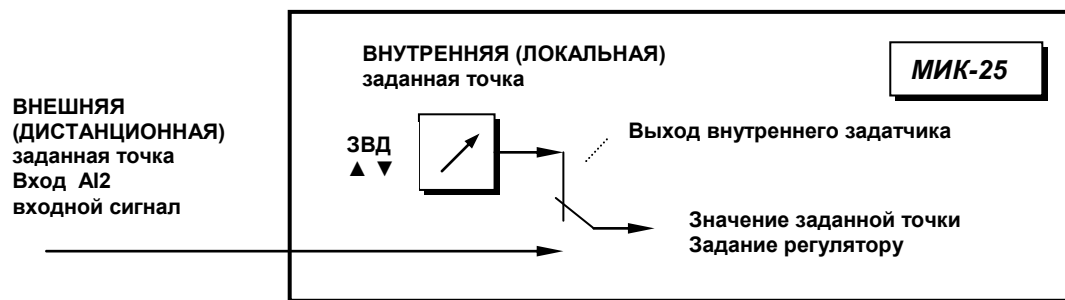 ВНУТРЕННЯЯ (ЛОКАЛЬНАЯ)
заданная точка
МИК-25
ВНЕШНЯЯ
(ДИСТАНЦИОННАЯ)
заданная точка
Вход AI2
входной сигнал
ЗВД
▲ ▼
Выход внутреннего задатчика
Значение заданной точки
Задание регулятору